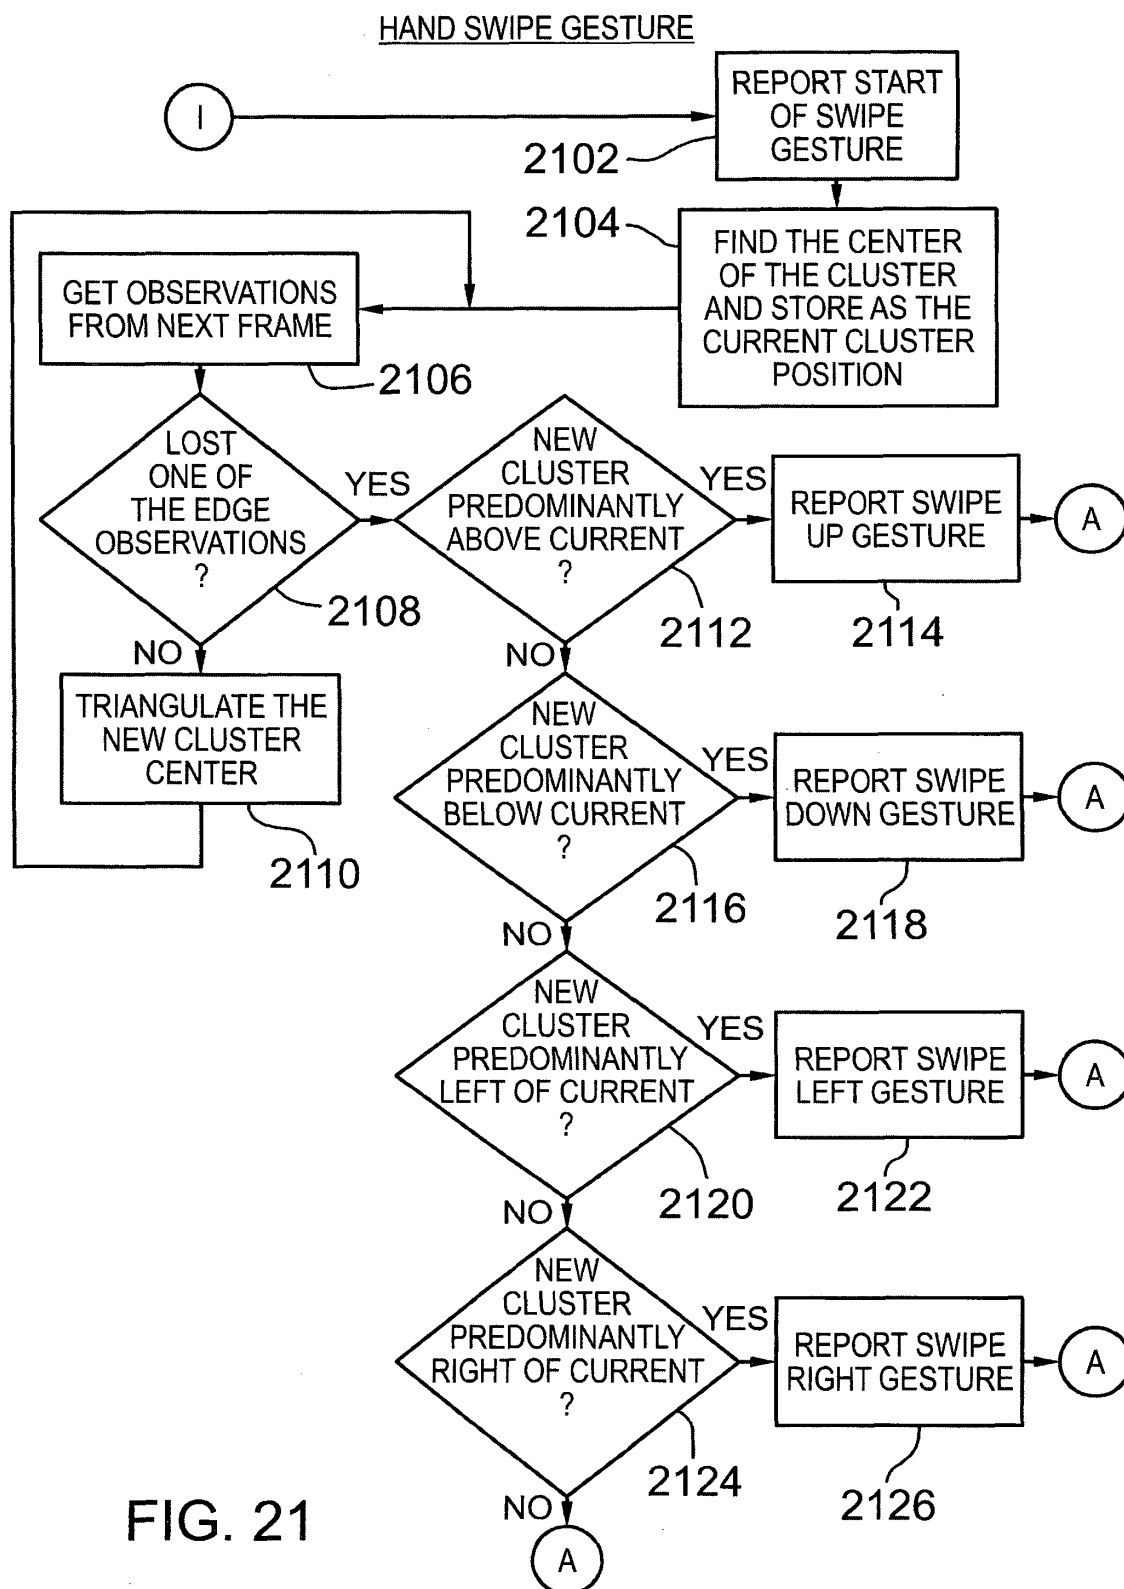 HAND SWIPE GESTURE
I
REPORT START
OF SWIPE
GESTURE
2102
2104
FIND THE CENTER
OF THE CLUSTER
AND STORE AS THE
CURRENT CLUSTER
POSITION
GET OBSERVATIONS
FROM NEXT FRAME
2106
LOST
ONE OF
THE EDGE
OBSERVATIONS
?
2108
YES
NO
TRIANGULATE THE
NEW CLUSTER
CENTER
2110
NEW
CLUSTER
PREDOMINANTLY
ABOVE CURRENT
?
2112
YES
NO
REPORT SWIPE
UP GESTURE
2114
A
NEW
CLUSTER
PREDOMINANTLY
BELOW CURRENT
?
2116
YES
NO
REPORT SWIPE
DOWN GESTURE
2118
A
NEW
CLUSTER
PREDOMINANTLY
LEFT OF CURRENT
?
2120
YES
NO
REPORT SWIPE
LEFT GESTURE
2122
A
NEW
CLUSTER
PREDOMINANTLY
RIGHT OF CURRENT
?
2124
YES
NO
REPORT SWIPE
RIGHT GESTURE
2126
A
A
FIG. 21